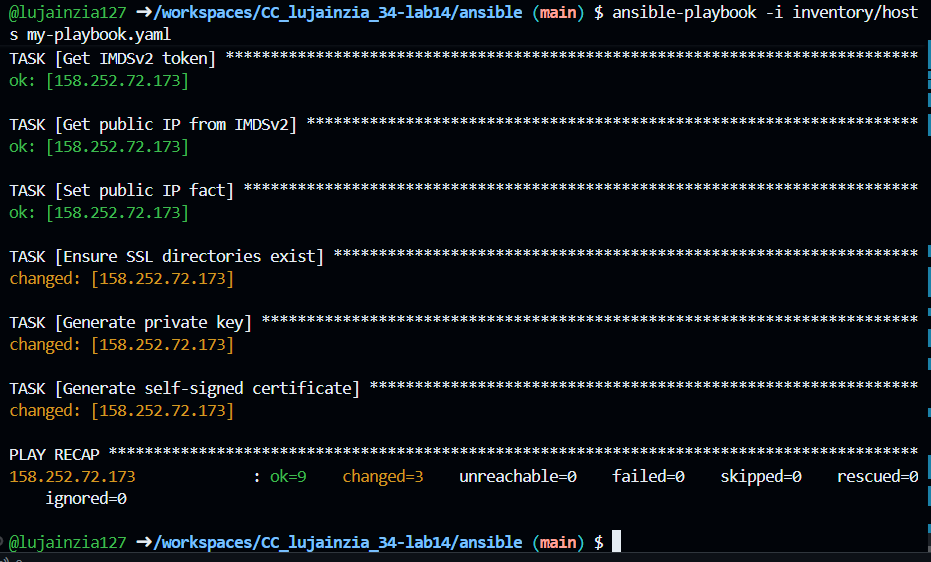 @lujainzia127 ➜/workspaces/CC_lujainzia_34-lab14/ansible (main) $ ansible-playbook -i inventory/host
s my-playbook.yaml
TASK [Get IMDSv2 token] *****************************************************************************
ok: [158.252.72.173]
TASK [Get public IP from IMDSv2] ********************************************************************
ok: [158.252.72.173]
TASK [Set public IP fact] ***************************************************************************
ok: [158.252.72.173]
TASK [Ensure SSL directories exist] *****************************************************************
changed: [158.252.72.173]
TASK [Generate private key] *************************************************************************
changed: [158.252.72.173]
TASK [Generate self-signed certificate] *************************************************************
changed: [158.252.72.173]
PLAY RECAP ******************************************************************************************
158.252.72.173             : ok=9    changed=3    unreachable=0    failed=0    skipped=0    rescued=0
    ignored=0
@lujainzia127 ➜/workspaces/CC_lujainzia_34-lab14/ansible (main) $